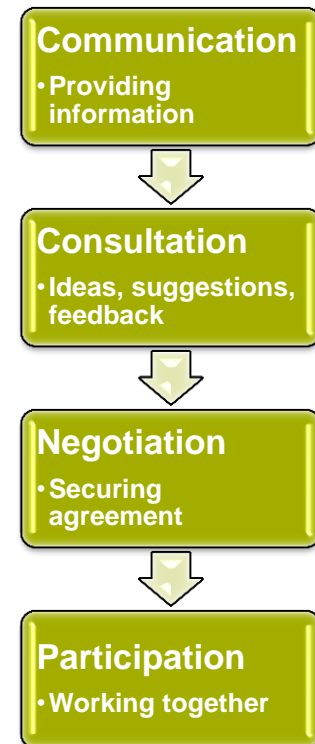 Communication
• Providing
information
Consultation
• Ideas, suggestions,
feedback
Negotiation
• Securing
agreement
Participation
• Working together